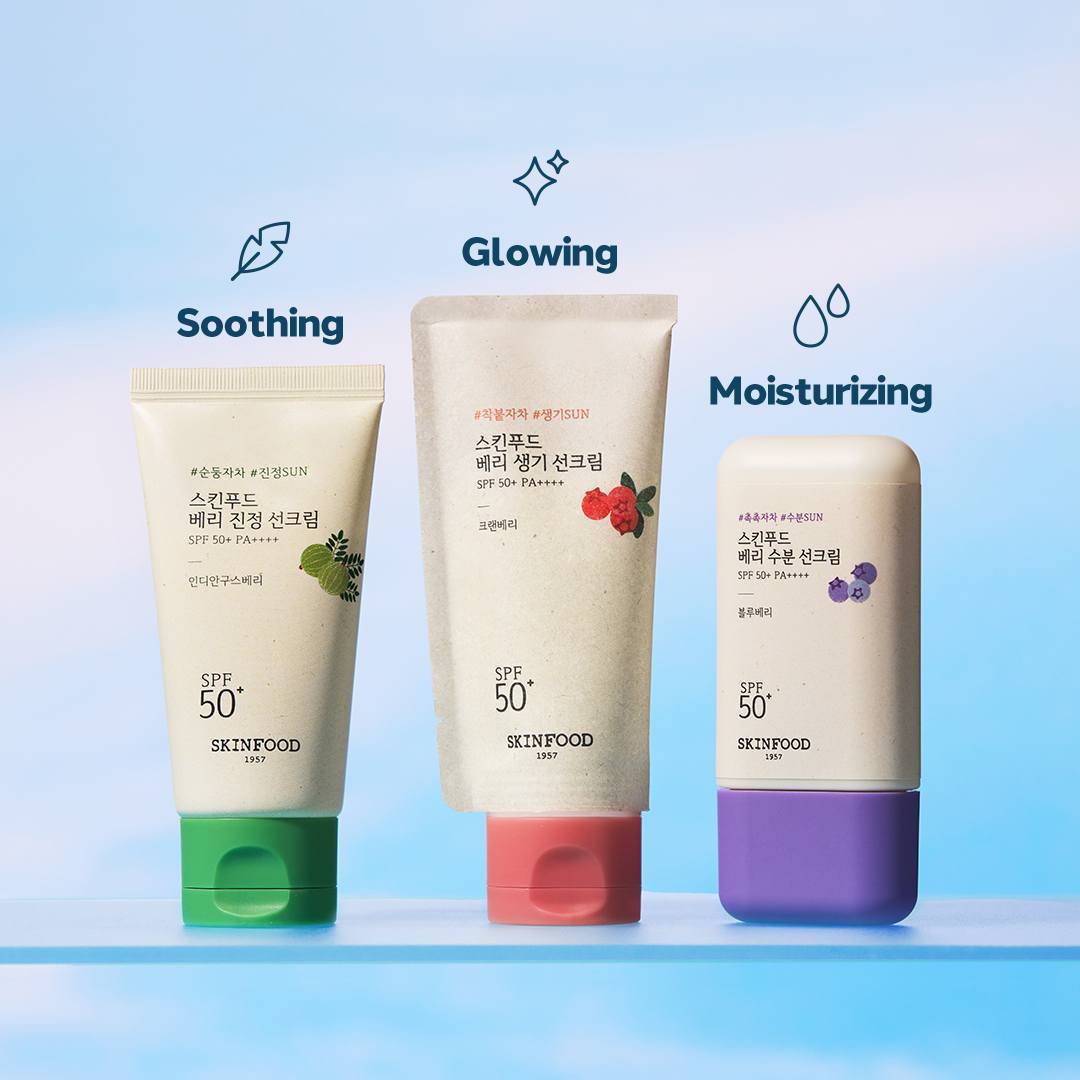 Soothing
#순둥자차 #진정SUN
스킨푸드
베리 진정 선크림
SPF 50+ PA++++
인디안구스베리
SPF
50+
SKINFOOD
1957
Glowing
#착붙자차 #생기SUN
스킨푸드
베리 생기 선크림
SPF 50+ PA++++
크랜베리
SPF
50+
SKINFOOD
1957
Moisturizing
#촉촉자차 #수분SUN
스킨푸드
베리 수분 선크림
SPF 50+ PA++++
블루베리
SPF
50+
SKINFOOD
1957